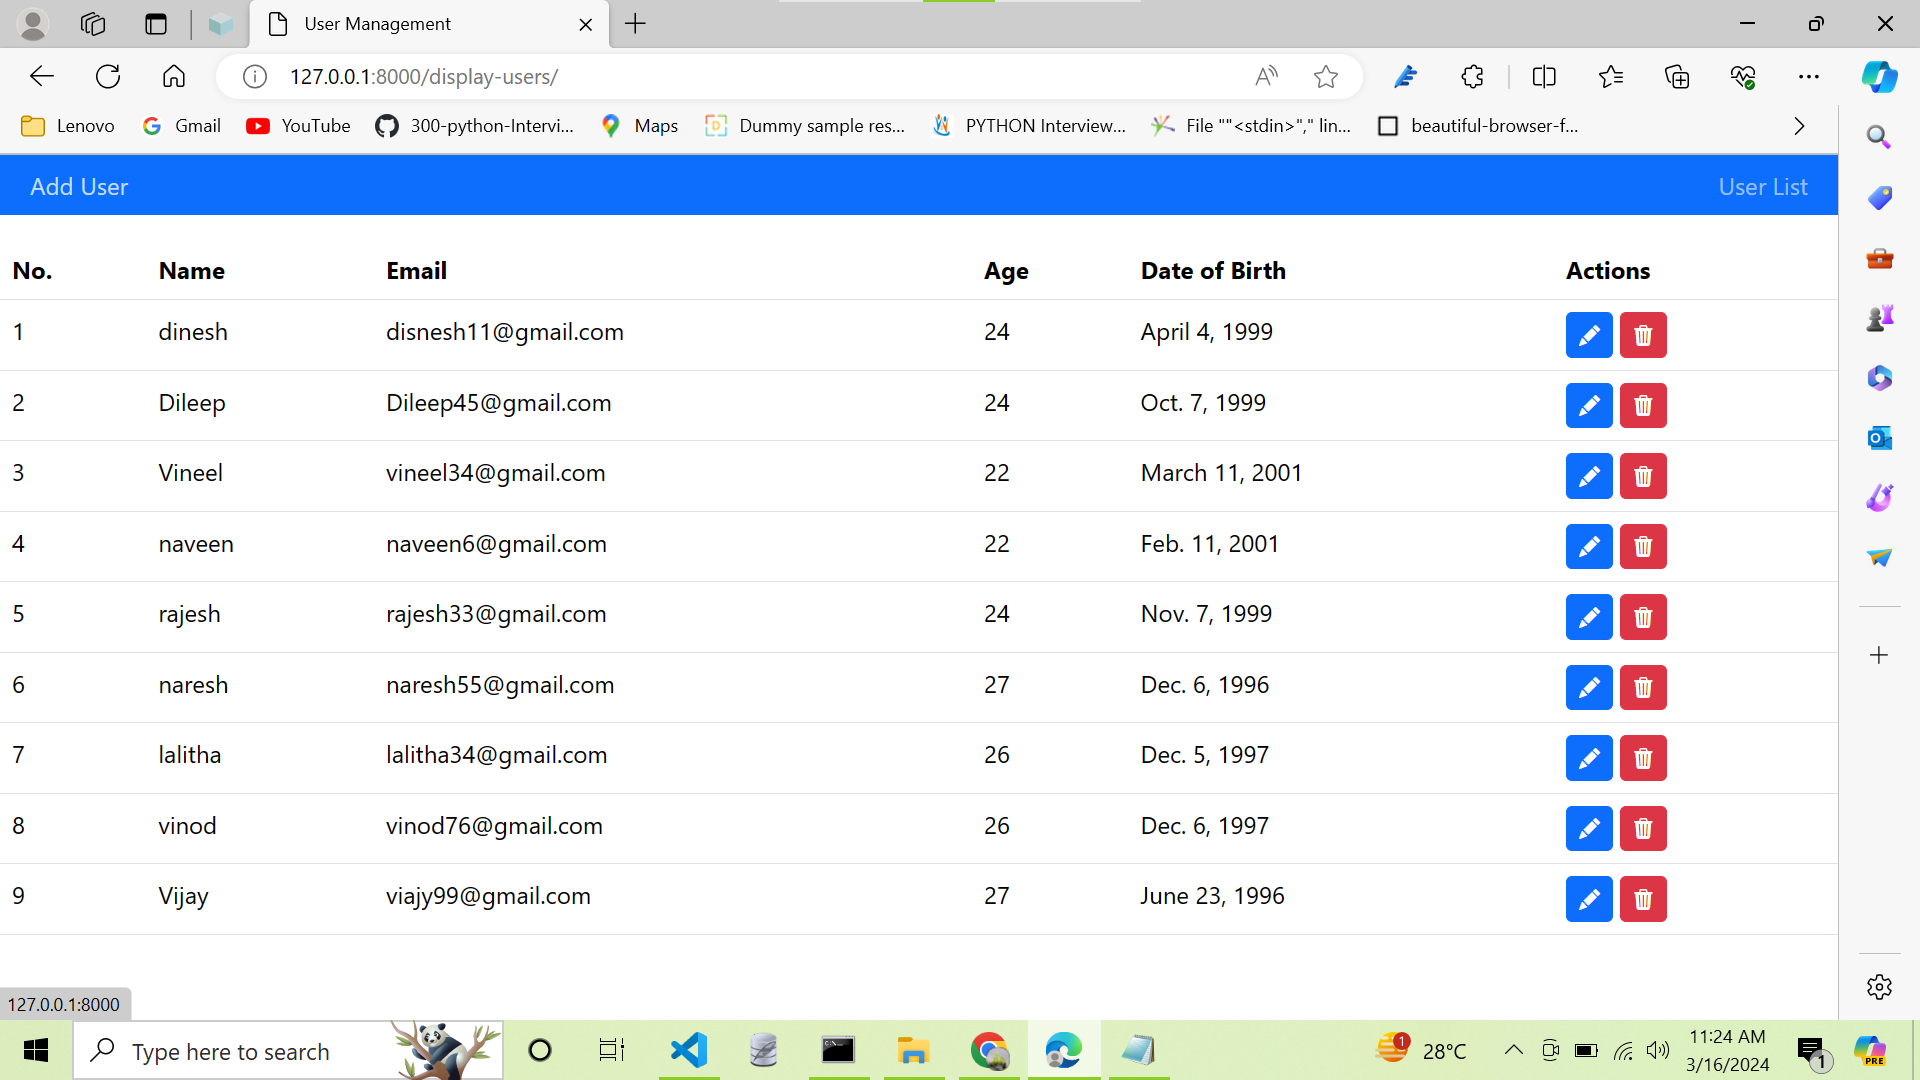 User Management
127.0.0.1:8000/display-users/
Lenovo Gmail YouTube 300-python-Intervi... Maps Dummy sample res... PYTHON Interview... File ""<stdin>"," lin... beautiful-browser-f...
Add User User List
No. Name Email Age Date of Birth Actions
1 dinesh disnesh11@gmail.com 24 April 4, 1999
2 Dileep Dileep45@gmail.com 24 Oct. 7, 1999
3 Vineel vineel34@gmail.com 22 March 11, 2001
4 naveen naveen6@gmail.com 22 Feb. 11, 2001
5 rajesh rajesh33@gmail.com 24 Nov. 7, 1999
6 naresh naresh55@gmail.com 27 Dec. 6, 1996
7 lalitha lalitha34@gmail.com 26 Dec. 5, 1997
8 vinod vinod76@gmail.com 26 Dec. 6, 1997
9 Vijay viajy99@gmail.com 27 June 23, 1996
127.0.0.1:8000
Type here to search 1 28°C 11:24 AM
3/16/2024 1 PRE